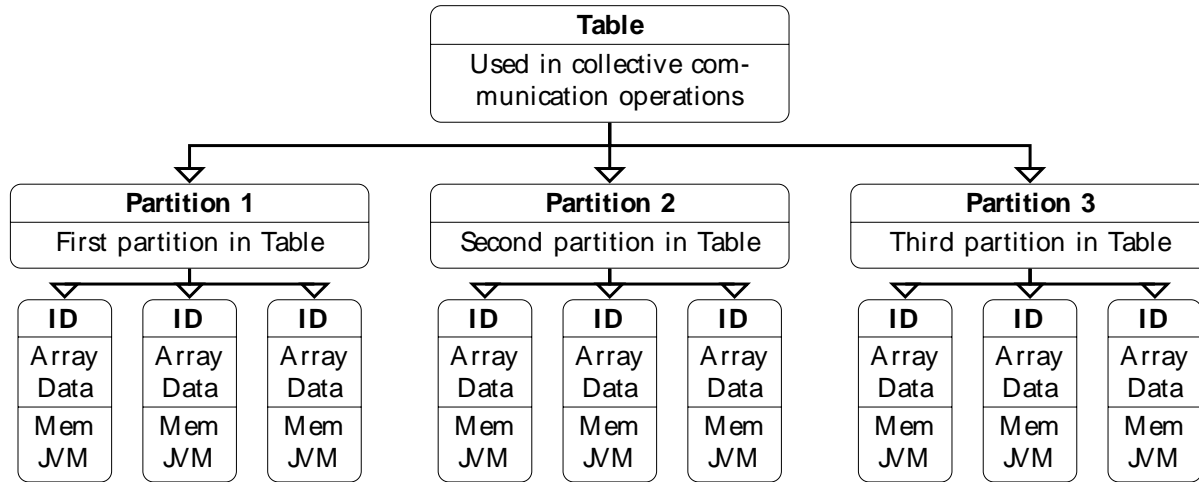 Table
Used in collective com-
munication operations
Partition 1
First partition in Table
Partition 2
Second partition in Table
Partition 3
Third partition in Table
ID
Array
Data
Mem
JVM
ID
Array
Data
Mem
JVM
ID
Array
Data
Mem
JVM
ID
Array
Data
Mem
JVM
ID
Array
Data
Mem
JVM
ID
Array
Data
Mem
JVM
ID
Array
Data
Mem
JVM
ID
Array
Data
Mem
JVM
ID
Array
Data
Mem
JVM